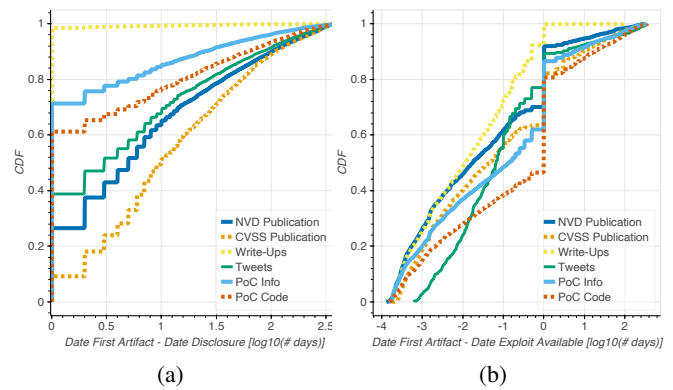 CDF
1
0.8
0.6
0.4
0.2
0
NVD Publication
CVSS Publication
Write-Ups
Tweets
PoC Info
PoC Code
0 0.5 1 1.5 2 2.5
Date First Artifact - Date Disclosure [log10(# days)]
(a)
CDF
1
0.8
0.6
0.4
0.2
0
NVD Publication
CVSS Publication
Write-Ups
Tweets
PoC Info
PoC Code
-4 -3 -2 -1 0 1 2
Date First Artifact - Date Exploit Available [log10(# days)]
(b)